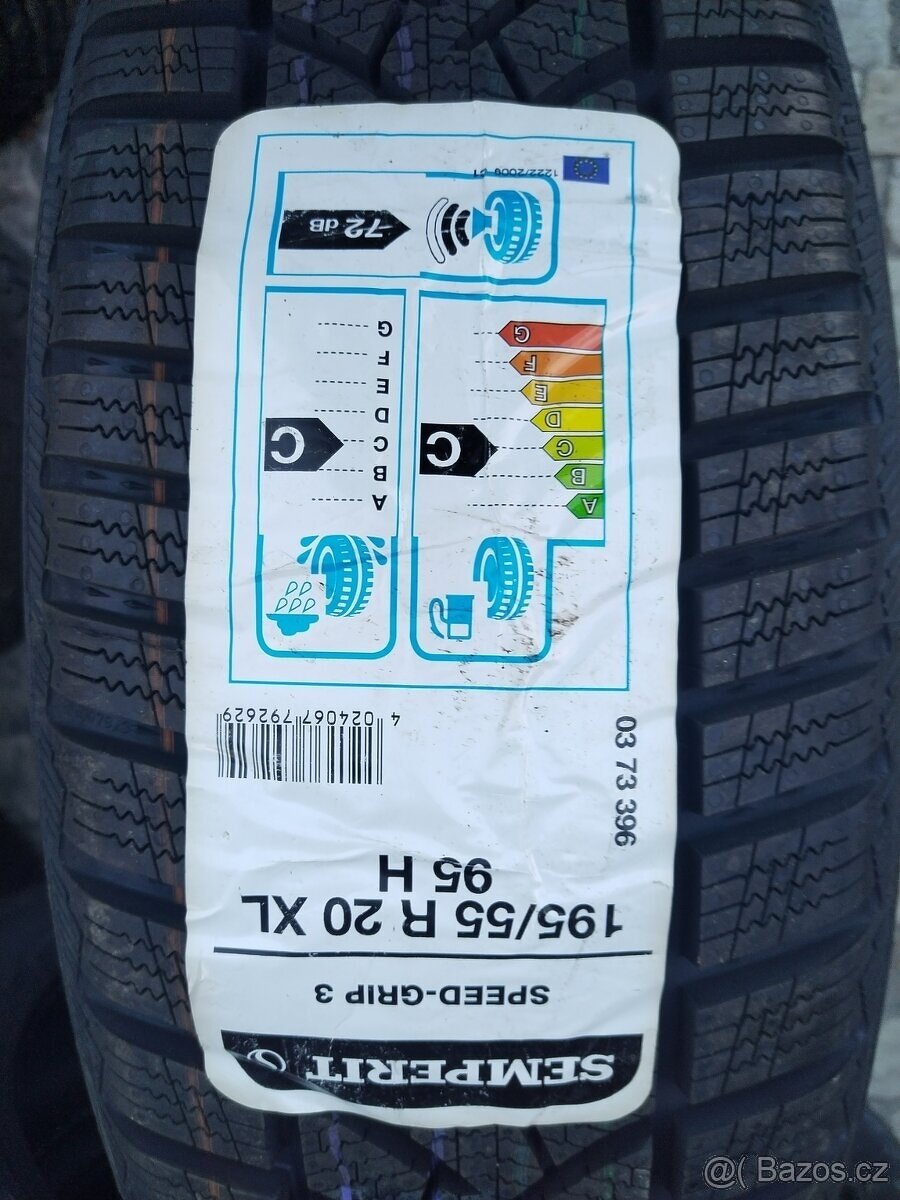 SEMPERIT
SPEED-GRIP 3
195/55 R 20 XL
95 H
03 73 396
4 024067 792629
A
B
C
D
E
F
G
C
A
B
C
D
E
F
G
C
72 dB
1222/2009 C1
@( Bazos.cz